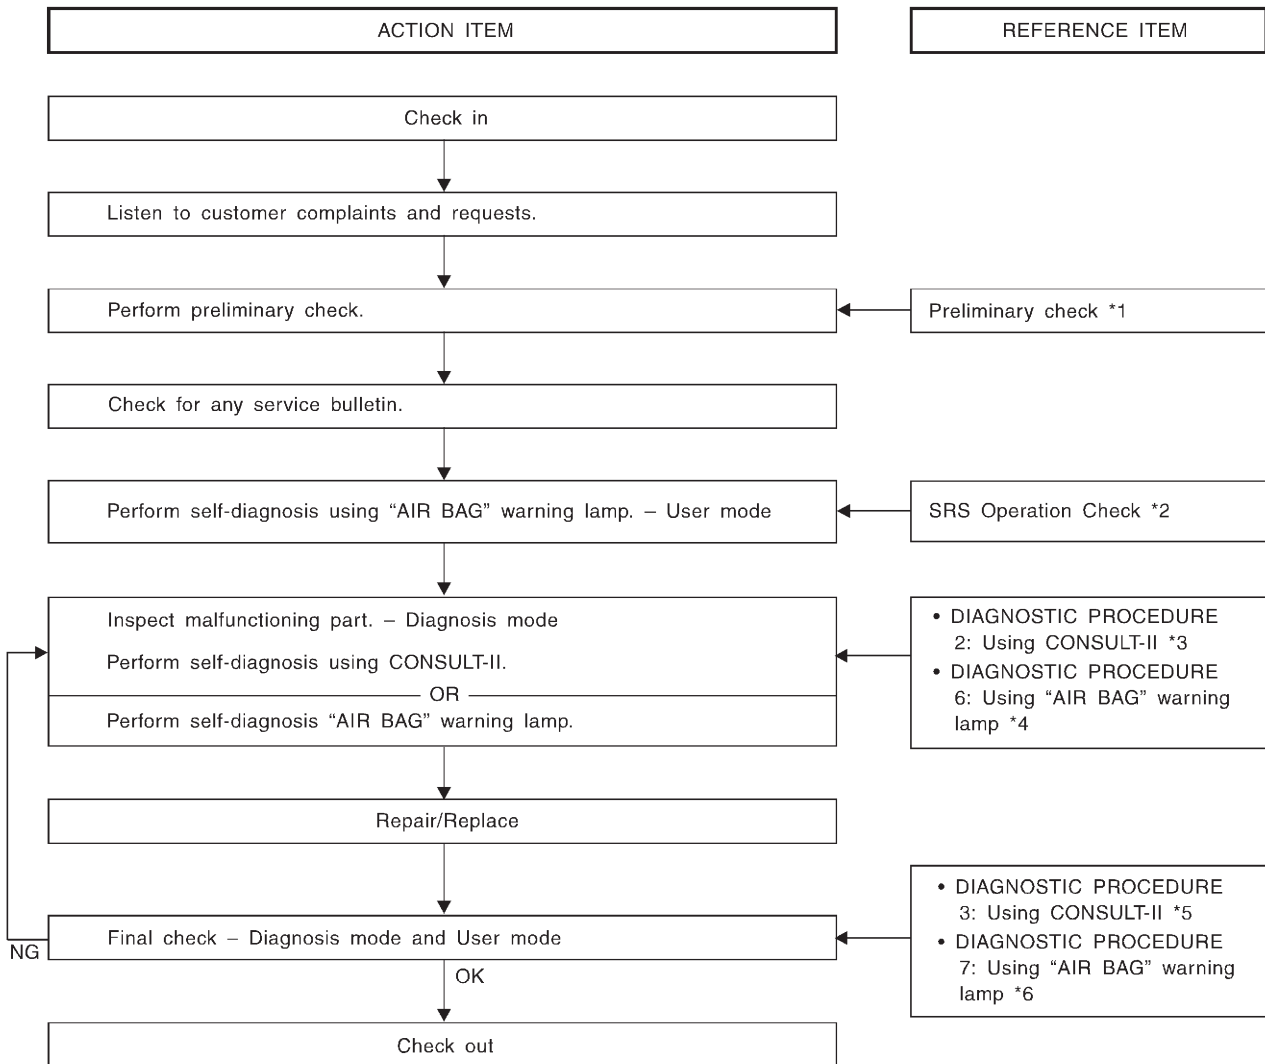 ACTION ITEM
REFERENCE ITEM
Check in
Listen to customer complaints and requests.
Perform preliminary check.
Preliminary check *1
Check for any service bulletin.
Perform self-diagnosis using “AIR BAG” warning lamp. – User mode
SRS Operation Check *2
Inspect malfunctioning part. – Diagnosis mode
Perform self-diagnosis using CONSULT-II.
OR
Perform self-diagnosis “AIR BAG” warning lamp.
• DIAGNOSTIC PROCEDURE
2: Using CONSULT-II *3
• DIAGNOSTIC PROCEDURE
6: Using “AIR BAG” warning
lamp *4
Repair/Replace
Final check – Diagnosis mode and User mode
• DIAGNOSTIC PROCEDURE
3: Using CONSULT-II *5
• DIAGNOSTIC PROCEDURE
7: Using “AIR BAG” warning
lamp *6
NG
OK
Check out